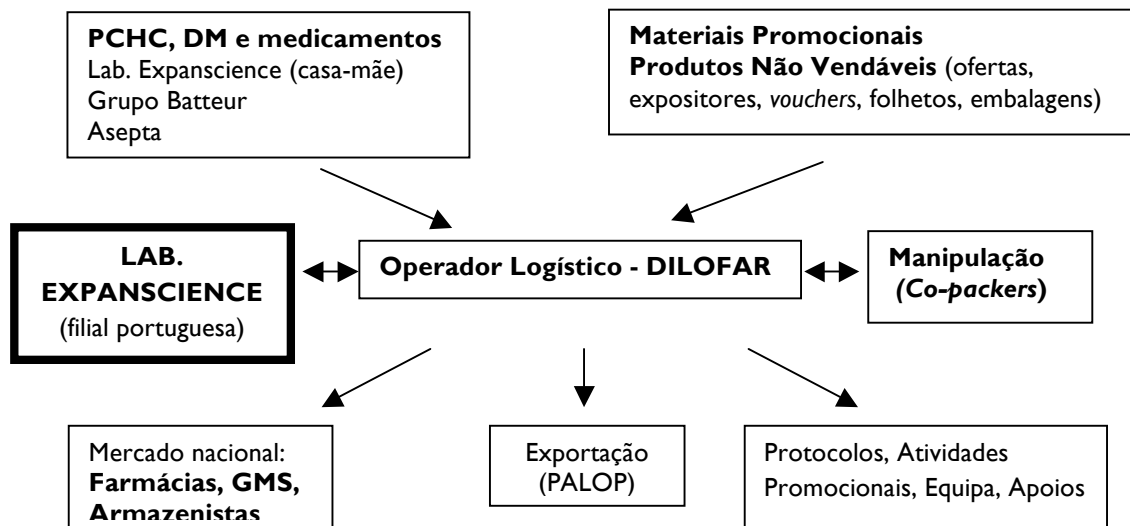 PCHC, DM e medicamentos
Lab. Expanscience (casa-mãe)
Grupo Batteur
Asepta
Materiais Promocionais
Produtos Não Vendáveis (ofertas,
expositores, vouchers, folhetos, embalagens)
LAB.
EXPANSCIENCE
(filial portuguesa)
Operador Logístico - DILOFAR
Manipulação
(Co-packers)
Mercado nacional:
Farmácias, GMS,
Armazenistas
Exportação
(PALOP)
Protocolos, Atividades
Promocionais, Equipa, Apoios